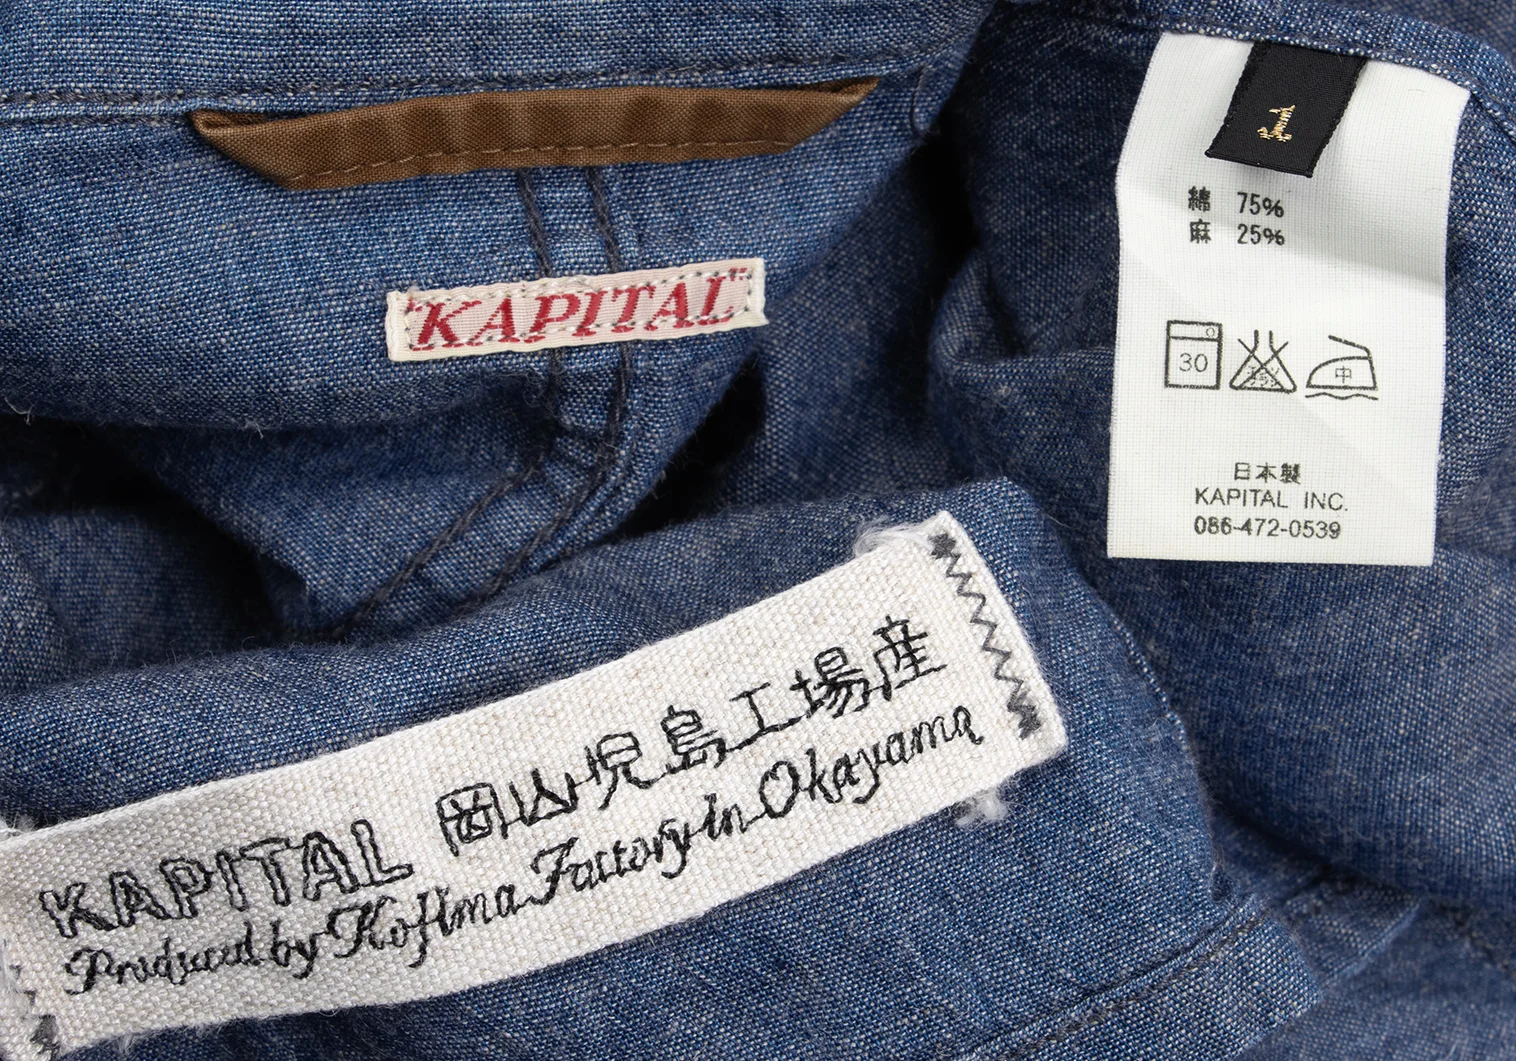 KAPITAL
1
綿 75%
麻 25%
30
中
日本製
KAPITAL INC.
086-472-0539
KAPITAL 岡山児島工場産
Produced by Kojima Factory in Okayama